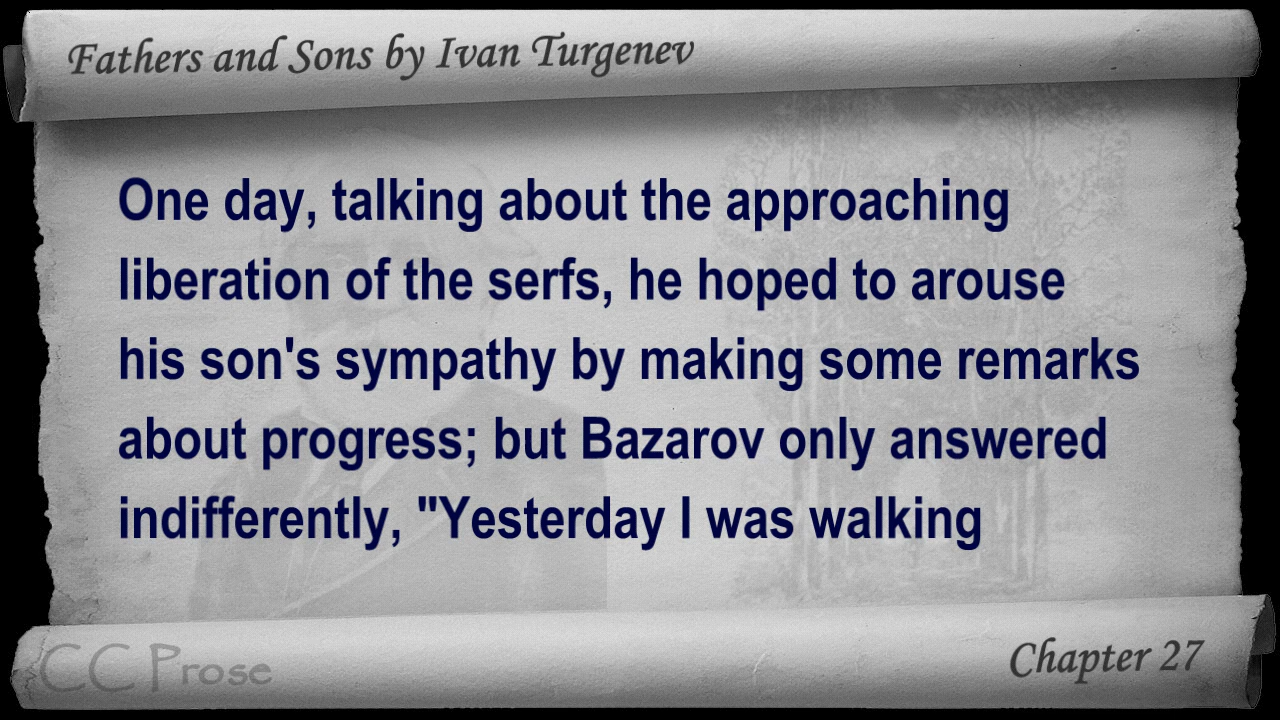 Fathers and Sons by Ivan Turgenev
One day, talking about the approaching
liberation of the serfs, he hoped to arouse
his son's sympathy by making some remarks
about progress; but Bazarov only answered
indifferently, "Yesterday I was walking
CC Prose
Chapter 27